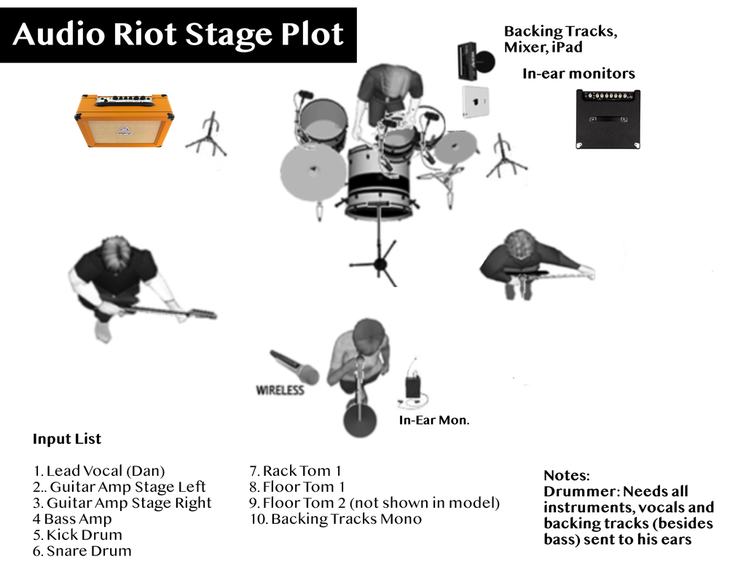 Audio Riot Stage Plot
Backing Tracks,
Mixer, iPad
In-ear monitors
WIRELESS
In-Ear Mon.
Input List
1. Lead Vocal (Dan)
2.. Guitar Amp Stage Left
3. Guitar Amp Stage Right
4 Bass Amp
5. Kick Drum
6. Snare Drum
7. Rack Tom 1
8. Floor Tom 1
9. Floor Tom 2 (not shown in model)
10. Backing Tracks Mono
Notes:
Drummer: Needs all
instruments, vocals and
backing tracks (besides
bass) sent to his ears